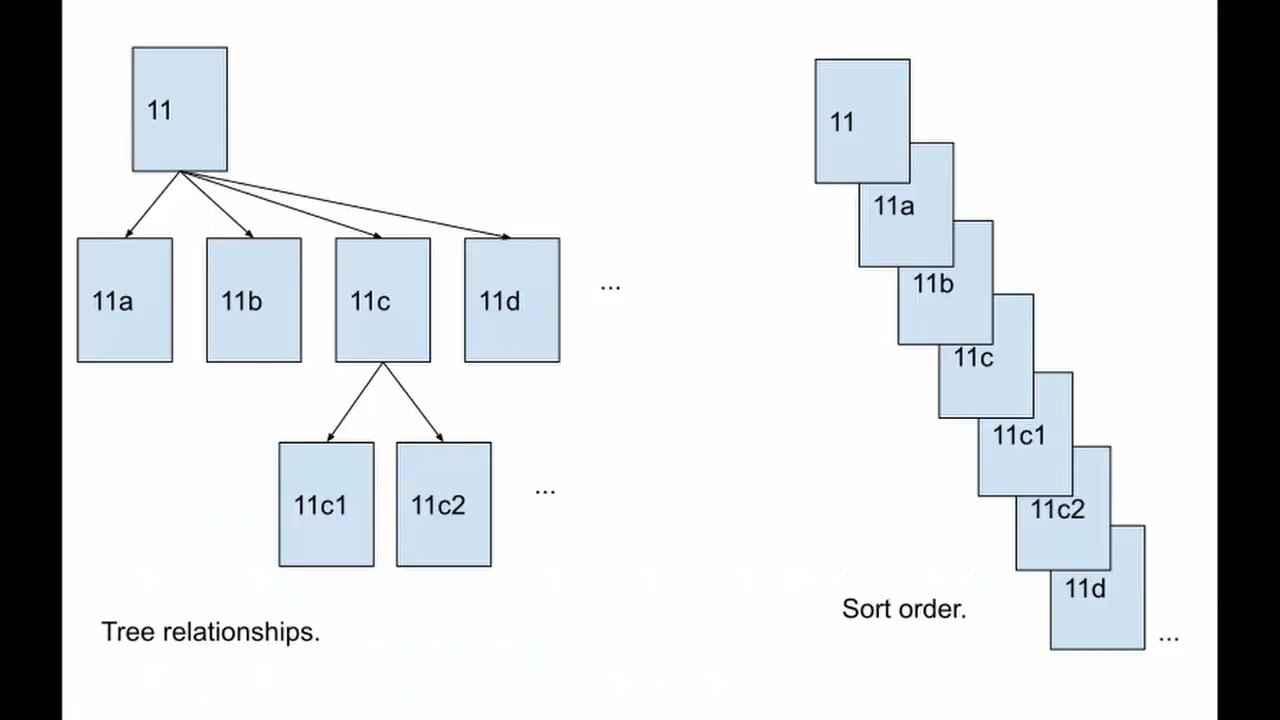 11
11a
11b
11c
11d
...
11c1
11c2
...
Tree relationships.
11
11a
11b
11c
11c1
11c2
11d
...
Sort order.